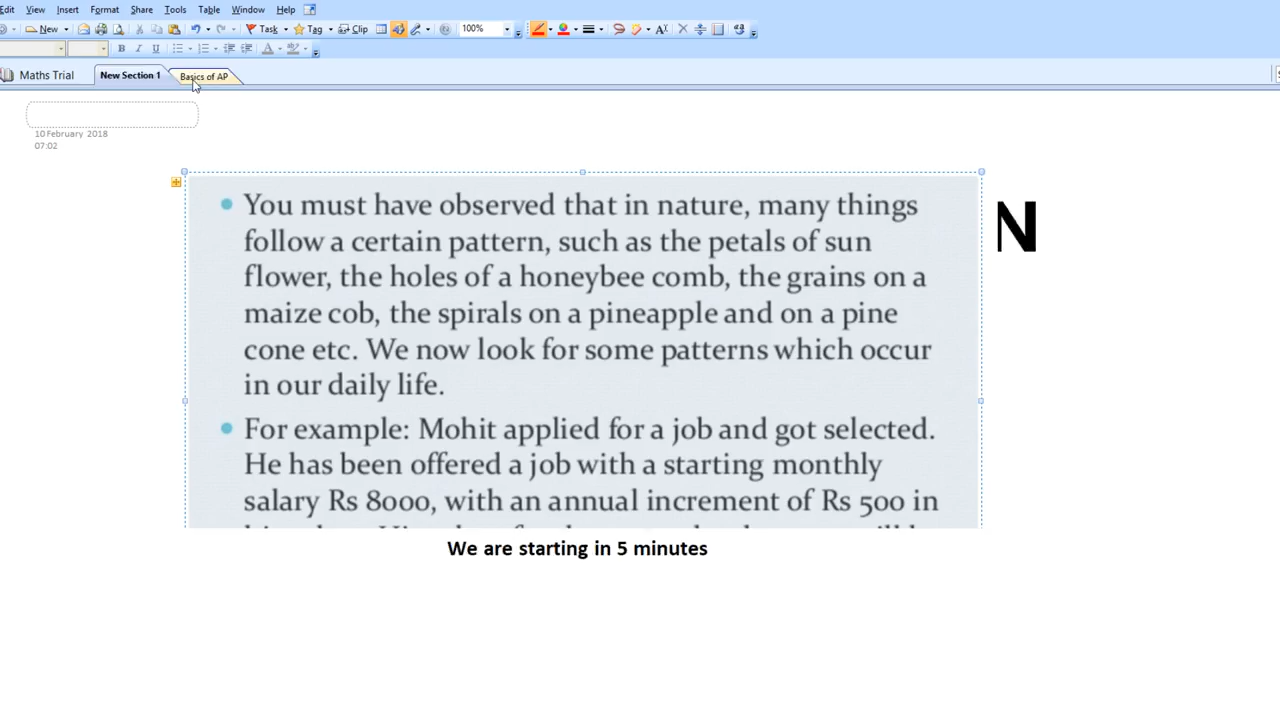 Edit View Insert Format Share Tools Table Window Help
New Task Tag Clip 100%
B I U A
Maths Trial New Section 1 Basics of AP
10 February 2018
07:02
• You must have observed that in nature, many things
follow a certain pattern, such as the petals of sun
flower, the holes of a honeybee comb, the grains on a
maize cob, the spirals on a pineapple and on a pine
cone etc. We now look for some patterns which occur
in our daily life.
• For example: Mohit applied for a job and got selected.
He has been offered a job with a starting monthly
salary Rs 8000, with an annual increment of Rs 500 in
N
We are starting in 5 minutes